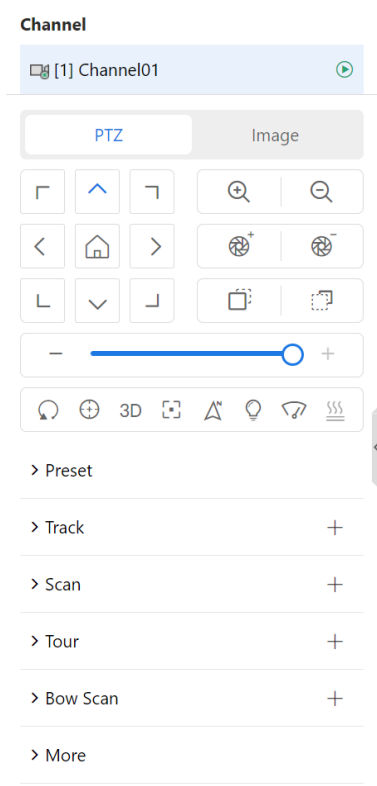 Channel
[1] Channel01
PTZ Image
3D
Preset
Track
Scan
Tour
Bow Scan
More